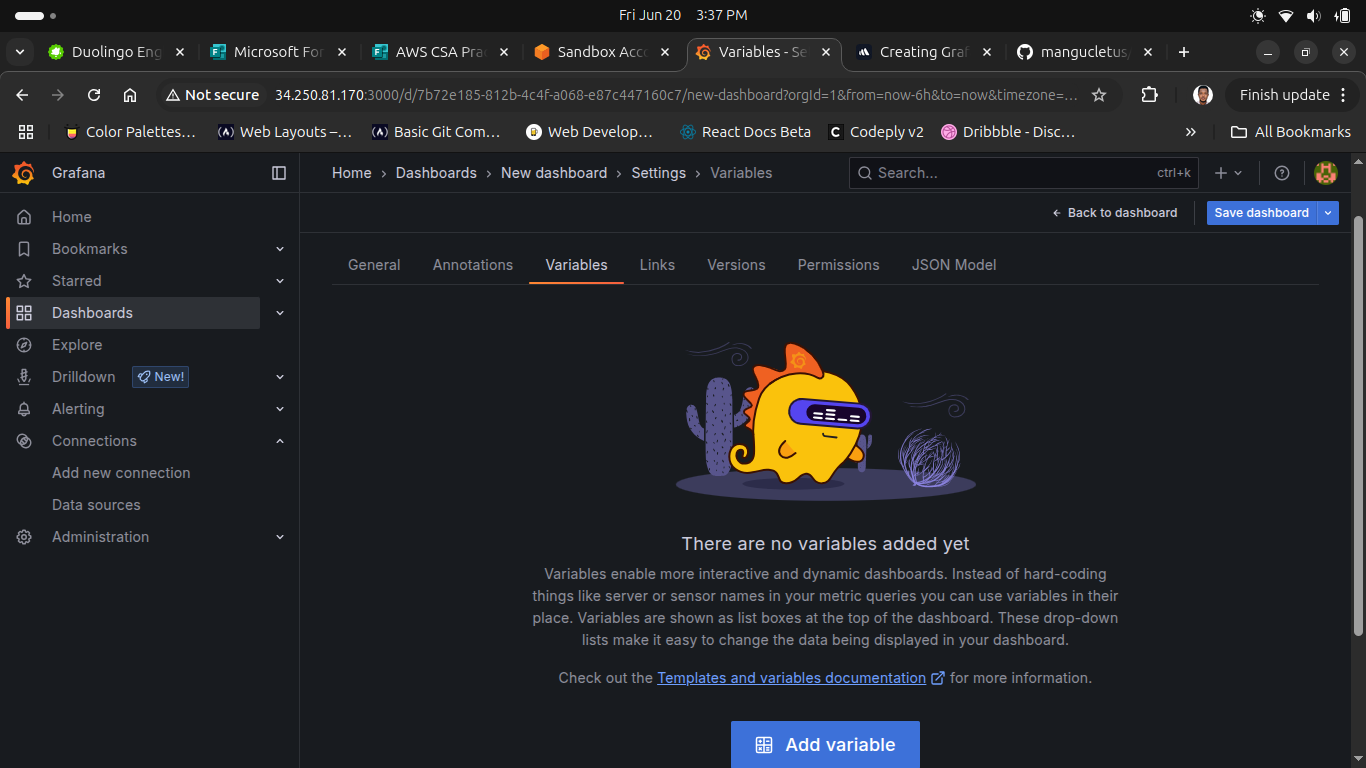 Fri Jun 20 3:37 PM
Duolingo Eng
Microsoft For
AWS CSA Prac
Sandbox Acco
Variables - Se
Creating Graf
mangucletus/
Not secure 34.250.81.170:3000/d/7b72e185-812b-4c4f-a068-e87c447160c7/new-dashboard?orgId=1&from=now-6h&to=now&timezone=...
Finish update
Color Palettes...
Web Layouts –...
Basic Git Com...
Web Develop...
React Docs Beta
Codeply v2
Dribbble - Disc...
All Bookmarks
Grafana
Home › Dashboards › New dashboard › Settings › Variables
Search... ctrl+k
Back to dashboard
Save dashboard
Home
Bookmarks
Starred
Dashboards
Explore
Drilldown New!
Alerting
Connections
Add new connection
Data sources
Administration
General Annotations Variables Links Versions Permissions JSON Model
There are no variables added yet
Variables enable more interactive and dynamic dashboards. Instead of hard-coding
things like server or sensor names in your metric queries you can use variables in their
place. Variables are shown as list boxes at the top of the dashboard. These drop-down
lists make it easy to change the data being displayed in your dashboard.
Check out the Templates and variables documentation for more information.
Add variable